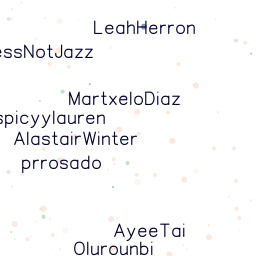 LeahHerron
essNotJazz
MartxeloDiaz
spicyylauren
AlastairWinter
prrosado
AyeeTai
Olurounbi